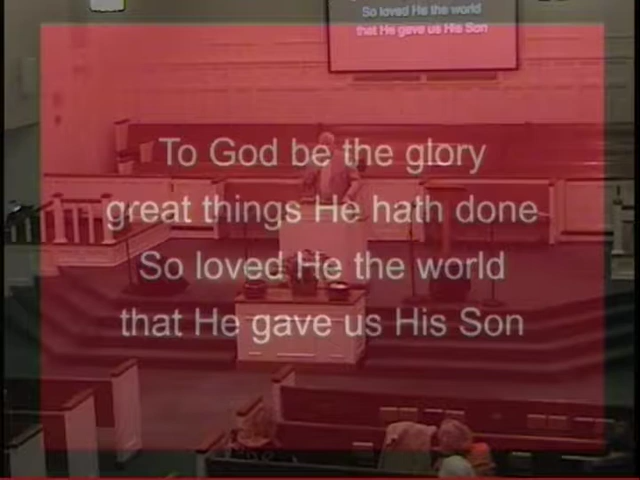 So loved He the world
that He gave us His Son
To God be the glory
great things He hath done
So loved He the world
that He gave us His Son